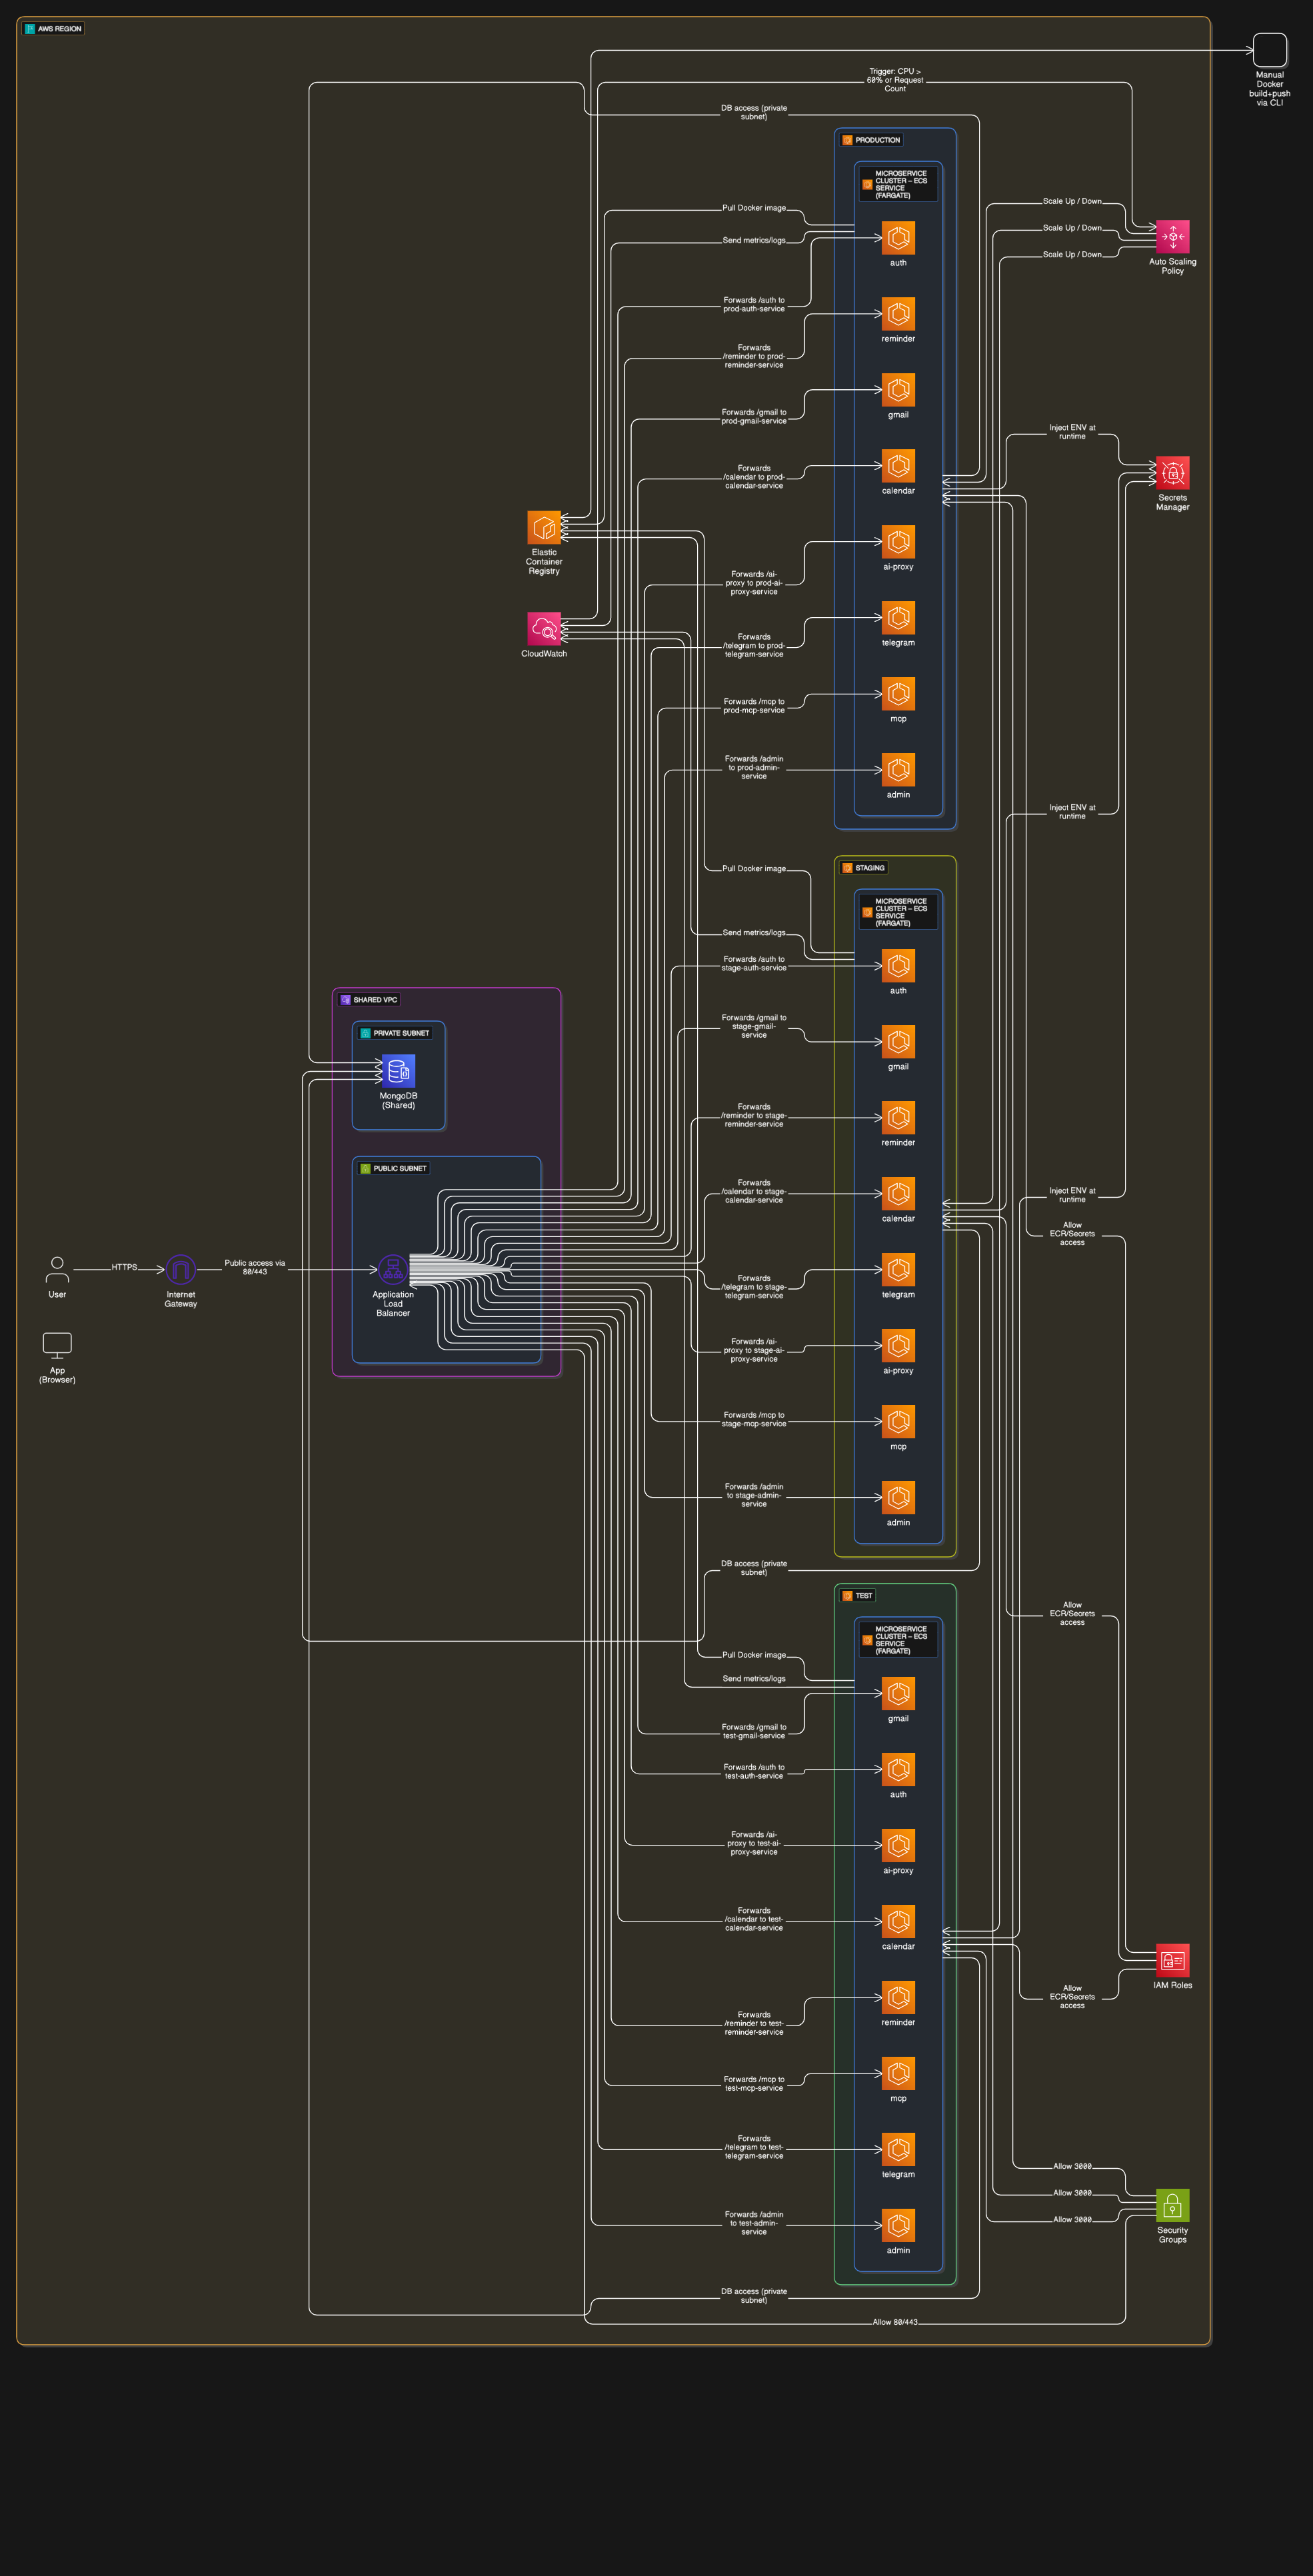 AWS REGION
Manual
Docker
build+push
via CLI
Trigger: CPU >
60% or Request
Count
DB access (private
subnet)
PRODUCTION
MICROSERVICE
CLUSTER – ECS
SERVICE
(FARGATE)
Pull Docker image
Send metrics/logs
auth
Scale Up / Down
Scale Up / Down
Scale Up / Down
Auto Scaling
Policy
Forwards /auth to
prod-auth-service
reminder
Forwards
/reminder to prod-
reminder-service
gmail
Forwards /gmail to
prod-gmail-service
Inject ENV at
runtime
Forwards
/calendar to prod-
calendar-service
calendar
Secrets
Manager
Elastic
Container
Registry
ai-proxy
Forwards /ai-
proxy to prod-ai-
proxy-service
CloudWatch
Forwards
/telegram to prod-
telegram-service
telegram
Forwards /mcp to
prod-mcp-service
mcp
Forwards /admin
to prod-admin-
service
admin
Inject ENV at
runtime
STAGING
Pull Docker image
MICROSERVICE
CLUSTER – ECS
SERVICE
(FARGATE)
Send metrics/logs
Forwards /auth to
stage-auth-service
auth
SHARED VPC
PRIVATE SUBNET
MongoDB
(Shared)
Forwards /gmail to
stage-gmail-
service
gmail
Forwards
/reminder to stage-
reminder-service
reminder
PUBLIC SUBNET
Forwards
/calendar to stage-
calendar-service
calendar
Inject ENV at
runtime
Allow
ECR/Secrets
access
HTTPS
Public access via
80/443
User
Internet
Gateway
Application
Load
Balancer
Forwards
/telegram to stage-
telegram-service
telegram
App
(Browser)
Forwards /ai-
proxy to stage-ai-
proxy-service
ai-proxy
Forwards /mcp to
stage-mcp-service
mcp
Forwards /admin
to stage-admin-
service
admin
DB access (private
subnet)
TEST
Allow
ECR/Secrets
access
MICROSERVICE
CLUSTER – ECS
SERVICE
(FARGATE)
Pull Docker image
Send metrics/logs
gmail
Forwards /gmail to
test-gmail-service
Forwards /auth to
test-auth-service
auth
Forwards /ai-
proxy to test-ai-
proxy-service
ai-proxy
Forwards
/calendar to test-
calendar-service
calendar
IAM Roles
Allow
ECR/Secrets
access
Forwards
/reminder to test-
reminder-service
reminder
Forwards /mcp to
test-mcp-service
mcp
Forwards
/telegram to test-
telegram-service
telegram
Allow 3000
Allow 3000
Allow 3000
Security
Groups
Forwards /admin
to test-admin-
service
admin
DB access (private
subnet)
Allow 80/443